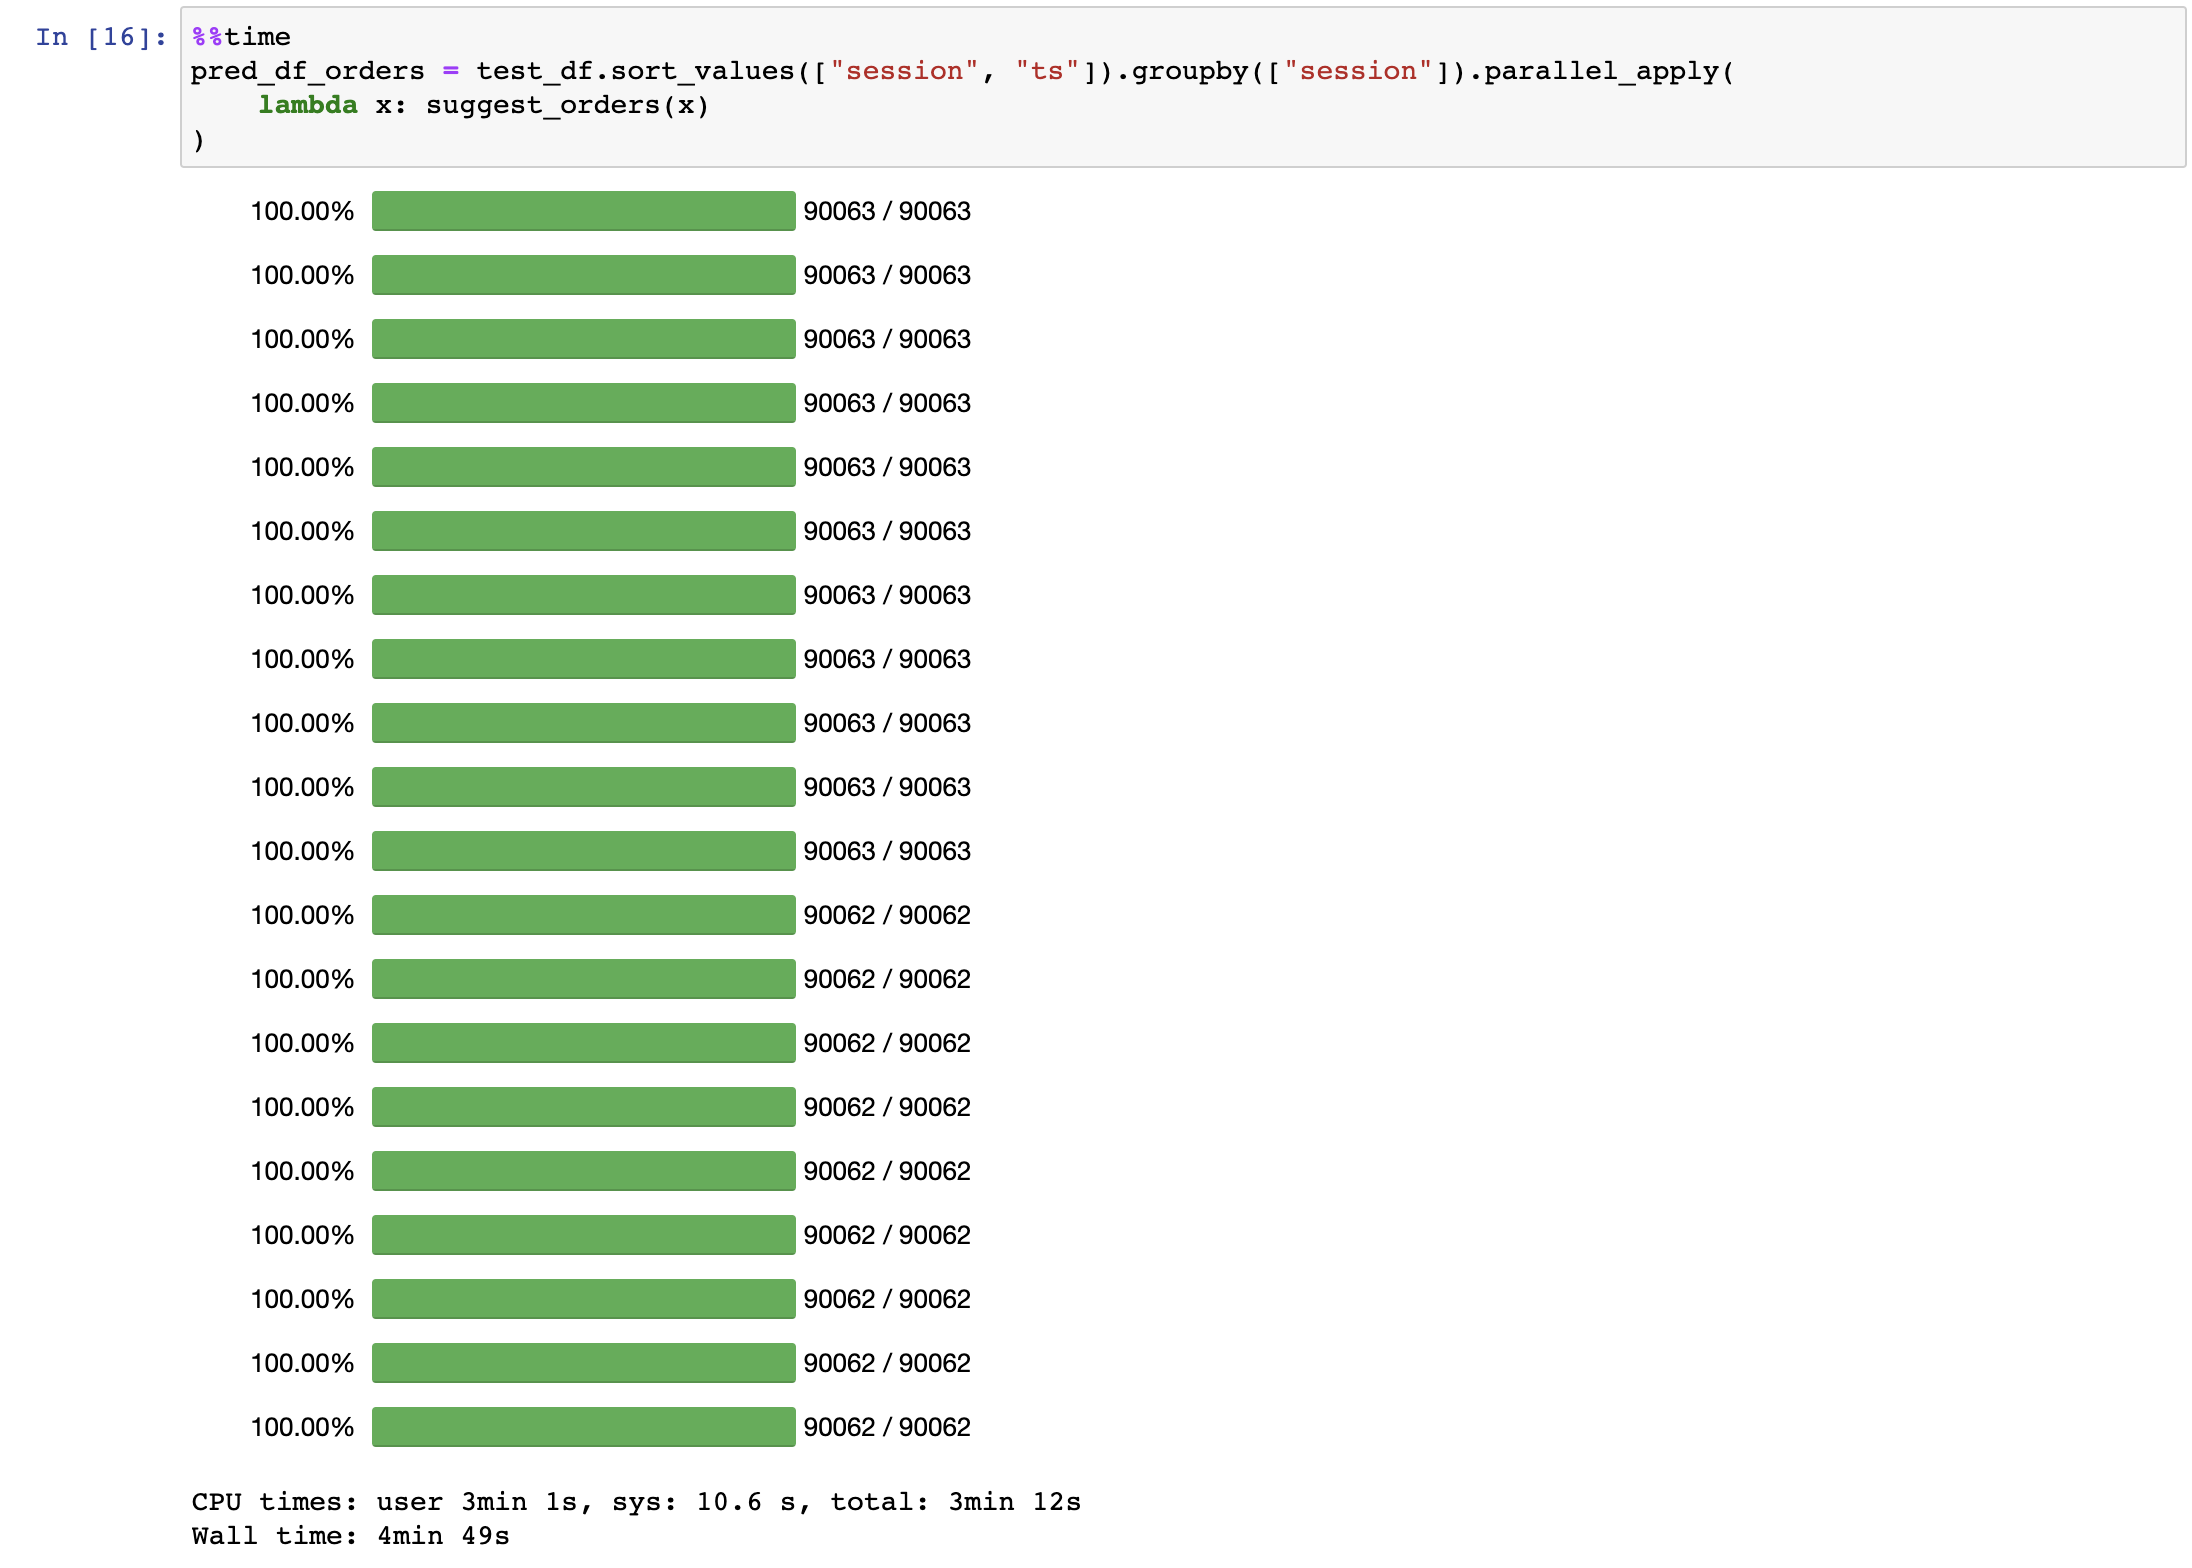 In [16]: %%time
pred_df_orders = test_df.sort_values(["session", "ts"]).groupby(["session"]).parallel_apply(
    lambda x: suggest_orders(x)
)
100.00% 90063 / 90063
100.00% 90063 / 90063
100.00% 90063 / 90063
100.00% 90063 / 90063
100.00% 90063 / 90063
100.00% 90063 / 90063
100.00% 90063 / 90063
100.00% 90063 / 90063
100.00% 90063 / 90063
100.00% 90063 / 90063
100.00% 90063 / 90063
100.00% 90062 / 90062
100.00% 90062 / 90062
100.00% 90062 / 90062
100.00% 90062 / 90062
100.00% 90062 / 90062
100.00% 90062 / 90062
100.00% 90062 / 90062
100.00% 90062 / 90062
100.00% 90062 / 90062
CPU times: user 3min 1s, sys: 10.6 s, total: 3min 12s
Wall time: 4min 49s